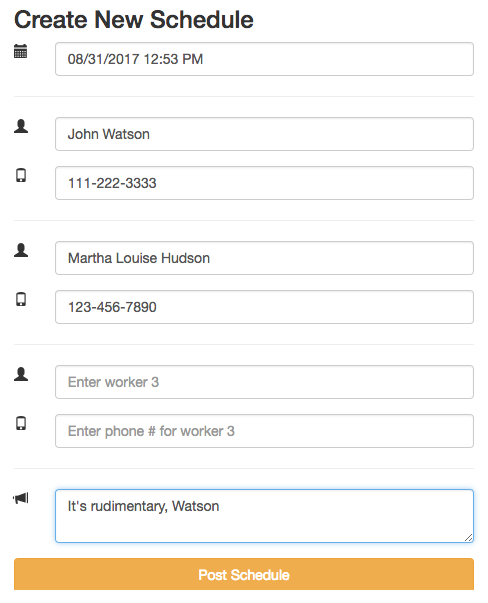 Create New Schedule
08/31/2017 12:53 PM
John Watson
111-222-3333
Martha Louise Hudson
123-456-7890
Enter worker 3
Enter phone # for worker 3
It's rudimentary, Watson
Post Schedule